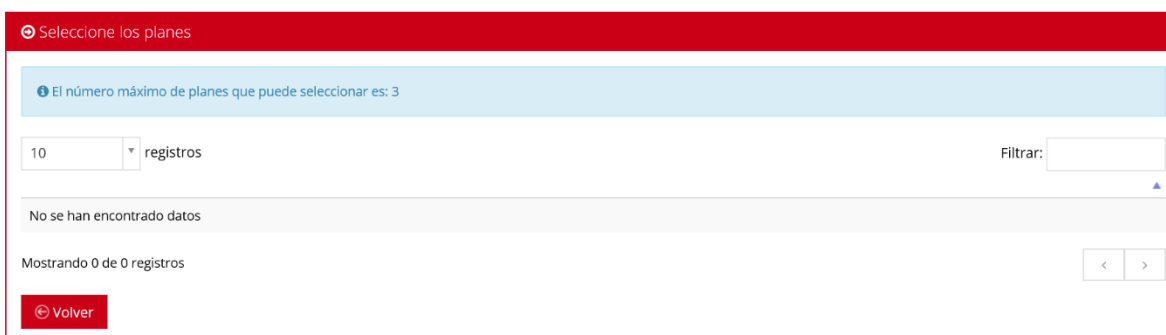 Seleccione los planes
El número máximo de planes que puede seleccionar es: 3
10 registros Filtrar:
No se han encontrado datos
Mostrando 0 de 0 registros
Volver